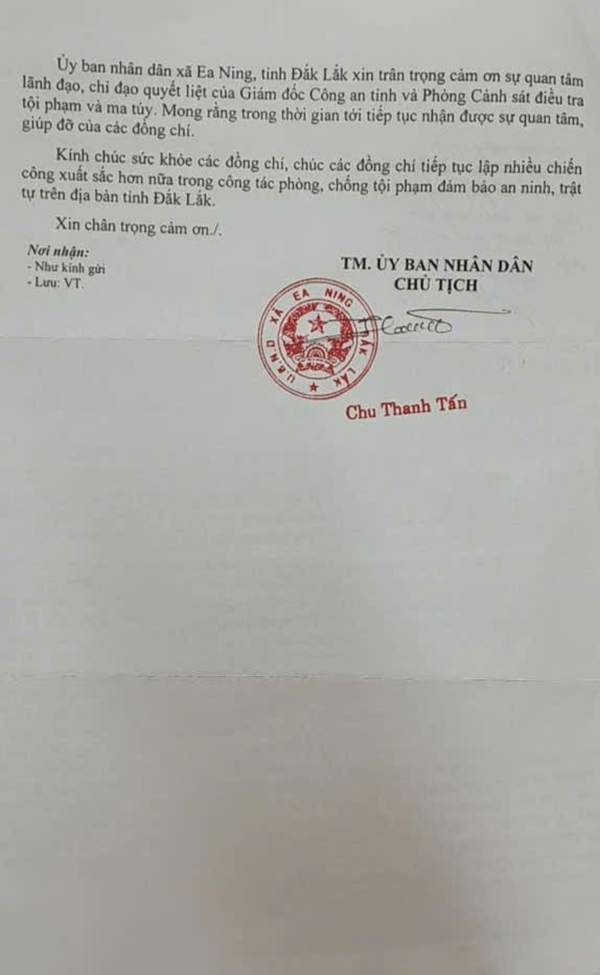 Ủy ban nhân dân xã Ea Ning, tỉnh Đắk Lắk xin trân trọng cảm ơn sự quan tâm
lãnh đạo, chỉ đạo quyết liệt của Giám đốc Công an tỉnh và Phòng Cảnh sát điều tra
tội phạm và ma túy. Mong rằng trong thời gian tới tiếp tục nhận được sự quan tâm,
giúp đỡ của các đồng chí.
Kính chúc sức khỏe các đồng chí, chúc các đồng chí tiếp tục lập nhiều chiến
công xuất sắc hơn nữa trong công tác phòng, chống tội phạm đảm bảo an ninh, trật
tự trên địa bàn tỉnh Đắk Lắk.
Xin chân trọng cảm ơn./.
Nơi nhận:
- Như kính gửi
- Lưu: VT.
TM. ỦY BAN NHÂN DÂN
CHỦ TỊCH
U.B.N.D XÃ EA NING
ĐẮK LẮK
Chu Thanh Tấn